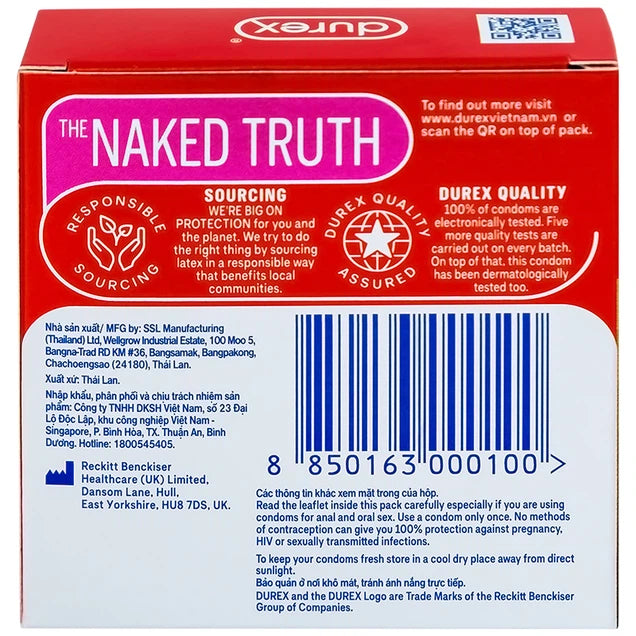 durex
®
THE NAKED TRUTH
To find out more visit
www.durexvietnam.vn or
scan the QR on top of pack.
RESPONSIBLE
SOURCING
SOURCING
WE'RE BIG ON
PROTECTION for you and
the planet. We try to do
the right thing by sourcing
latex in a responsible way
that benefits local
communities.
DUREX QUALITY
ASSURED
DUREX QUALITY
100% of condoms are
electronically tested. Five
more quality tests are
carried out on every batch.
On top of that, this condom
has been dermatologically
tested too.
Nhà sản xuất/ MFG by: SSL Manufacturing
(Thailand) Ltd, Wellgrow Industrial Estate, 100 Moo 5,
Bangna-Trad RD KM #36, Bangsamak, Bangpakong,
Chachoengsao (24180), Thái Lan.
Xuất xứ: Thái Lan.
Nhập khẩu, phân phối và chịu trách nhiệm sản
phẩm: Công ty TNHH DKSH Việt Nam, số 23 Đại
Lô Độc Lập, khu công nghiệp Việt Nam -
Singapore, P. Bình Hòa, TX. Thuận An, Bình
Dương. Hotline: 1800545405.
Reckitt Benckiser
Healthcare (UK) Limited,
Dansom Lane, Hull,
East Yorkshire, HU8 7DS, UK.
8 850163 000100 >
Các thông tin khác xem mặt trong của hộp.
Read the leaflet inside this pack carefully especially if you are using
condoms for anal and oral sex. Use a condom only once. No methods
of contraception can give you 100% protection against pregnancy,
HIV or sexually transmitted infections.
To keep your condoms fresh store in a cool dry place away from direct
sunlight.
Bảo quản ở nơi khô mát, tránh ánh nắng trực tiếp.
DUREX and the DUREX Logo are Trade Marks of the Reckitt Benckiser
Group of Companies.